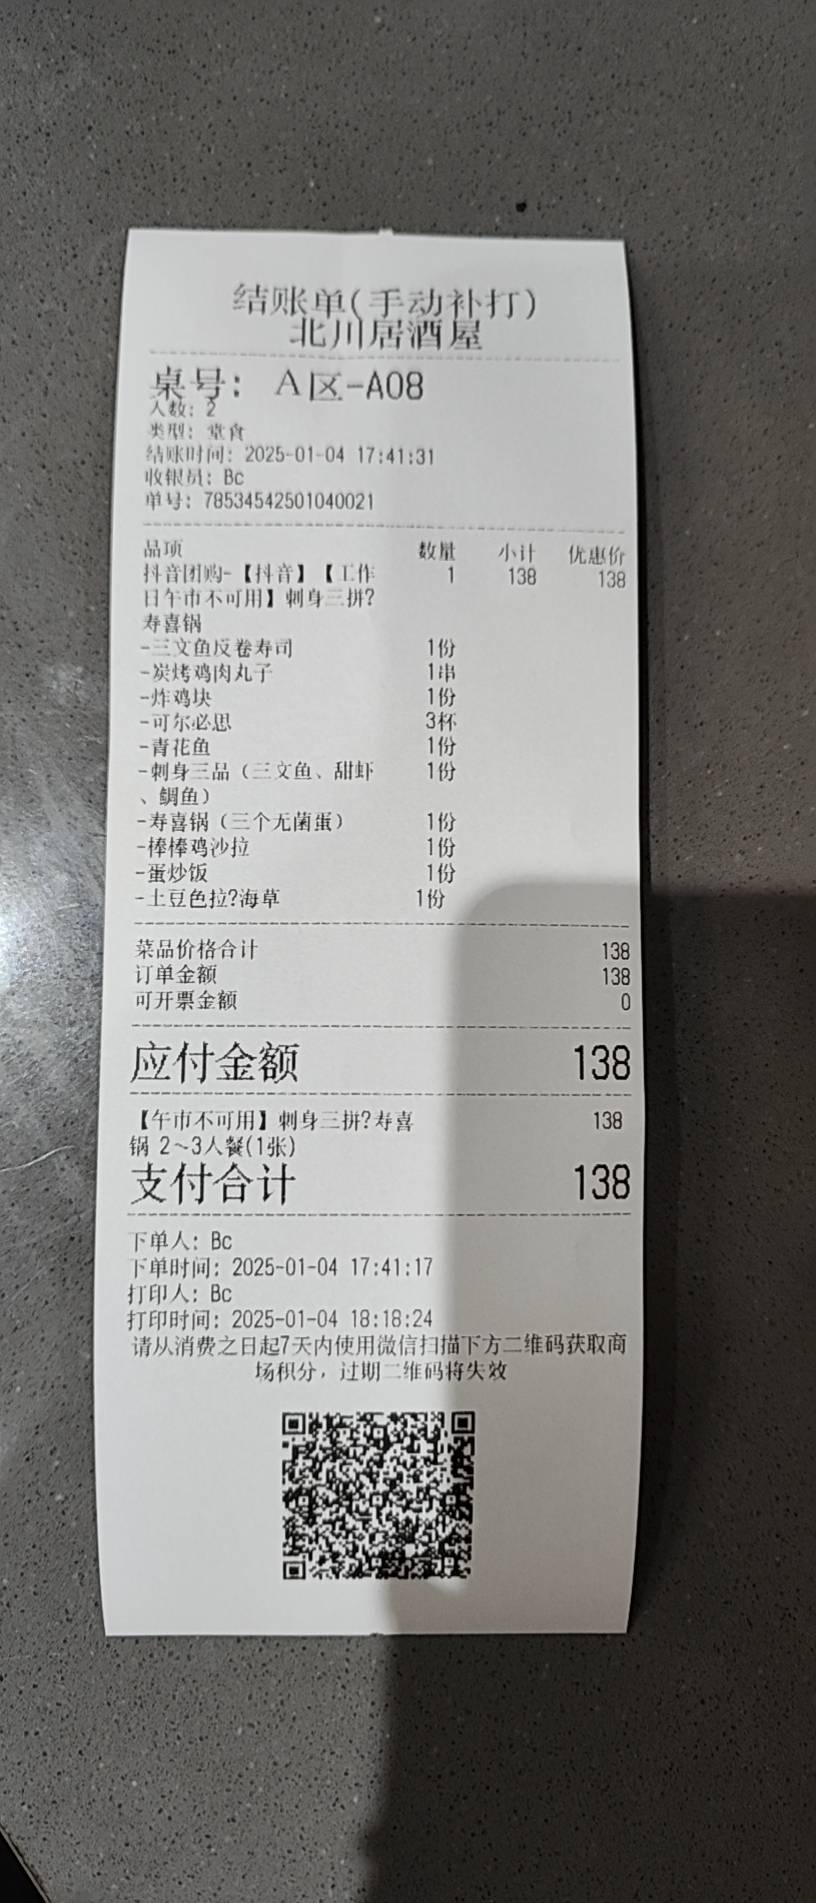 结账单(手动补打)
北川居酒屋
桌号: A区-A08
人数: 2
类型: 堂食
结账时间: 2025-01-04 17:41:31
收银员: Bc
单号: 78534542501040021
品项 数量 小计 优惠价
抖音团购-【抖音】【工作 1 138 138
日午市不可用】刺身三拼?
寿喜锅
-三文鱼反卷寿司 1份
-炭烤鸡肉丸子 1串
-炸鸡块 1份
-可尔必思 3杯
-青花鱼 1份
-刺身三品（三文鱼、甜虾 1份
、鲷鱼）
-寿喜锅（三个无菌蛋） 1份
-棒棒鸡沙拉 1份
-蛋炒饭 1份
-土豆色拉?海草 1份
菜品价格合计 138
订单金额 138
可开票金额 0
应付金额 138
【午市不可用】刺身三拼?寿喜 138
锅 2~3人餐(1张)
支付合计 138
下单人: Bc
下单时间: 2025-01-04 17:41:17
打印人: Bc
打印时间: 2025-01-04 18:18:24
请从消费之日起7天内使用微信扫描下方二维码获取商
场积分，过期二维码将失效